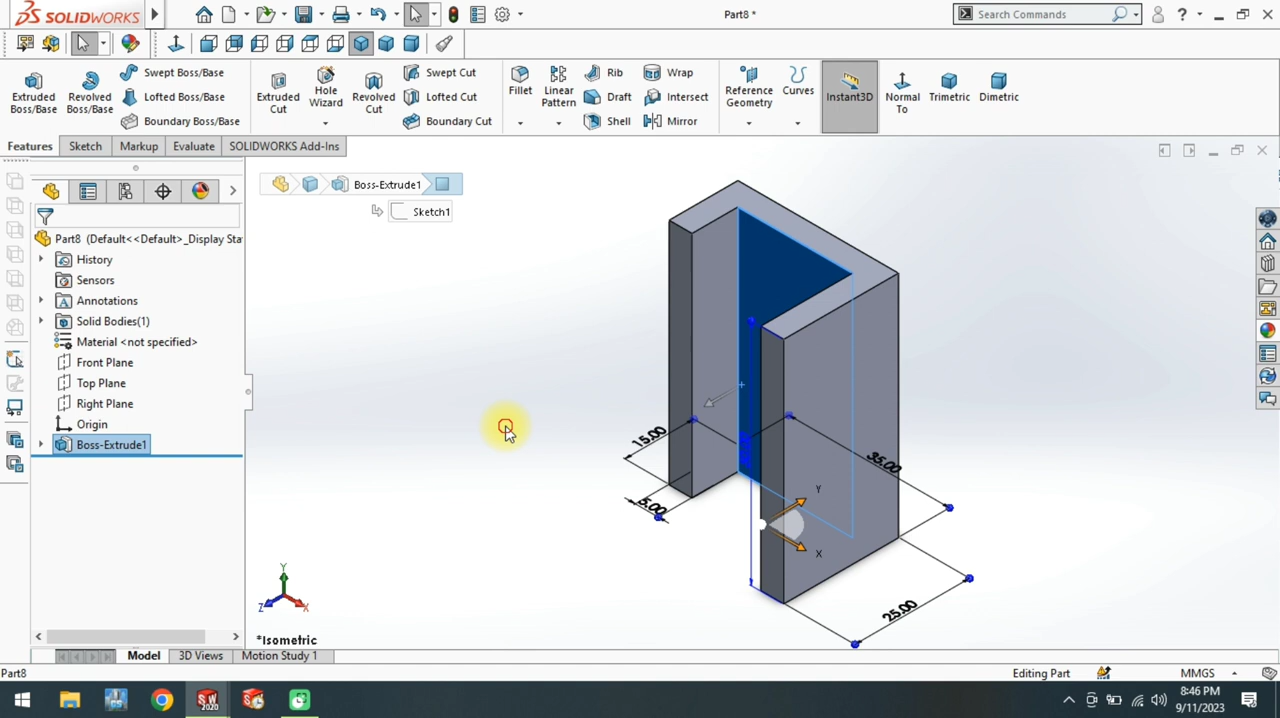 SOLIDWORKS
Part8 *
Search Commands
Extruded Boss/Base
Revolved Boss/Base
Swept Boss/Base
Lofted Boss/Base
Boundary Boss/Base
Extruded Cut
Hole Wizard
Revolved Cut
Swept Cut
Lofted Cut
Boundary Cut
Fillet
Linear Pattern
Rib
Draft
Shell
Wrap
Intersect
Mirror
Reference Geometry
Curves
Instant3D
Normal To
Trimetric
Dimetric
Features
Sketch
Markup
Evaluate
SOLIDWORKS Add-Ins
Boss-Extrude1
Sketch1
Part8 (Default<<Default>_Display Sta
History
Sensors
Annotations
Solid Bodies(1)
Material <not specified>
Front Plane
Top Plane
Right Plane
Origin
Boss-Extrude1
15.00
5.00
35.00
25.00
Y
X
Y
Z
X
*Isometric
Model
3D Views
Motion Study 1
Part8
Editing Part
MMGS
SW
2020
8:46 PM
9/11/2023